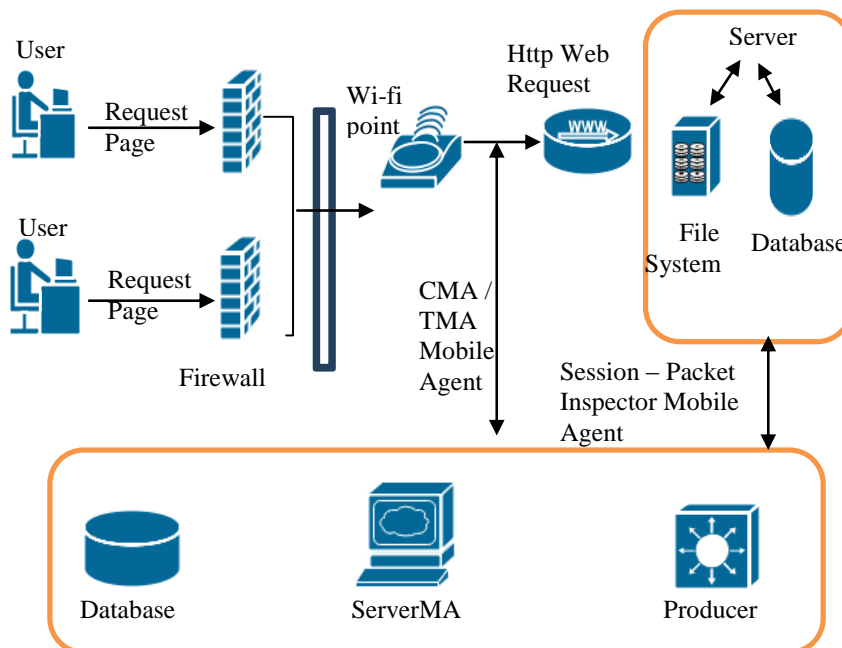 User
Request
Page
Wi-fi
point
Http Web
Request
WWW
Server
File
System
Database
User
Request
Page
Firewall
CMA /
TMA
Mobile
Agent
Session – Packet
Inspector Mobile
Agent
Database
ServerMA
Producer